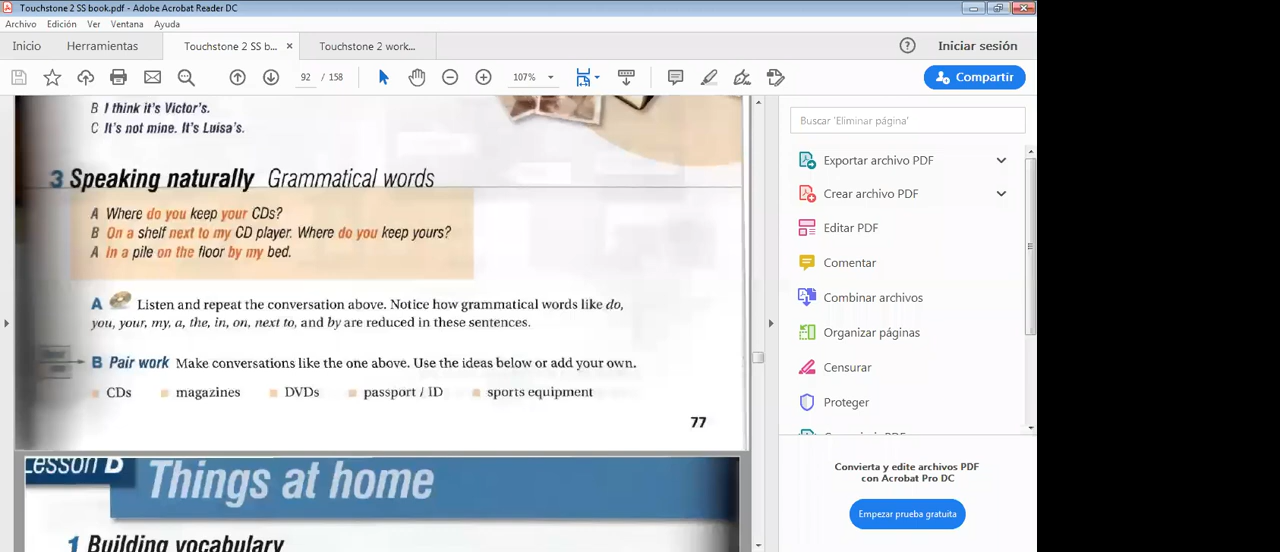 Touchstone 2 SS book.pdf - Adobe Acrobat Reader DC
Archivo Edición Ver Ventana Ayuda
Inicio Herramientas Touchstone 2 SS b... × Touchstone 2 work... Iniciar sesión
92 / 158 107% Compartir
B I think it's Victor's.
C It's not mine. It's Luisa's.
3 Speaking naturally Grammatical words
A Where do you keep your CDs?
B On a shelf next to my CD player. Where do you keep yours?
A In a pile on the floor by my bed.
A Listen and repeat the conversation above. Notice how grammatical words like do,
you, your, my, a, the, in, on, next to, and by are reduced in these sentences.
B Pair work Make conversations like the one above. Use the ideas below or add your own.
CDs magazines DVDs passport / ID sports equipment
77
Lesson B
Things at home
1 Building vocabulary
Buscar 'Eliminar página'
Exportar archivo PDF
Crear archivo PDF
Editar PDF
Comentar
Combinar archivos
Organizar páginas
Censurar
Proteger
Convierta y edite archivos PDF
con Acrobat Pro DC
Empezar prueba gratuita